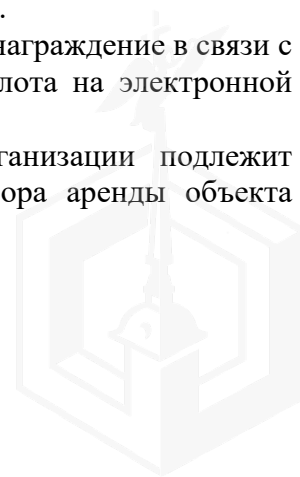 .
награждение в связи с
лота на электронной
ганизации подлежит
ора аренды объекта